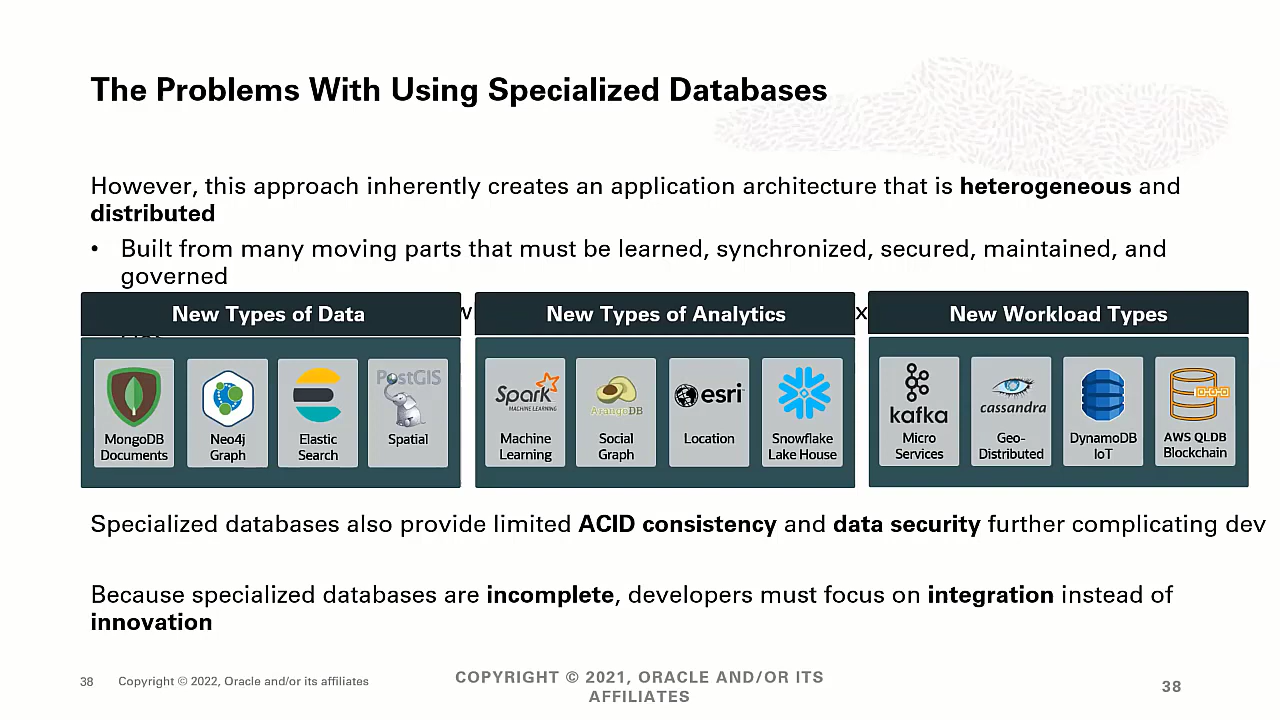 The Problems With Using Specialized Databases
However, this approach inherently creates an application architecture that is heterogeneous and
distributed
• Built from many moving parts that must be learned, synchronized, secured, maintained, and
governed
New Types of Data
New Types of Analytics
New Workload Types
MongoDB
Documents
Neo4j
Graph
Elastic
Search
PostGIS
Spatial
Spark
MACHINE LEARNING
Machine
Learning
ArangoDB
Social
Graph
esri
Location
Snowflake
Lake House
kafka
Micro
Services
cassandra
Geo-
Distributed
DynamoDB
IoT
AWS QLDB
Blockchain
Specialized databases also provide limited ACID consistency and data security further complicating dev
Because specialized databases are incomplete, developers must focus on integration instead of
innovation
38 Copyright © 2022, Oracle and/or its affiliates
COPYRIGHT © 2021, ORACLE AND/OR ITS
AFFILIATES
38